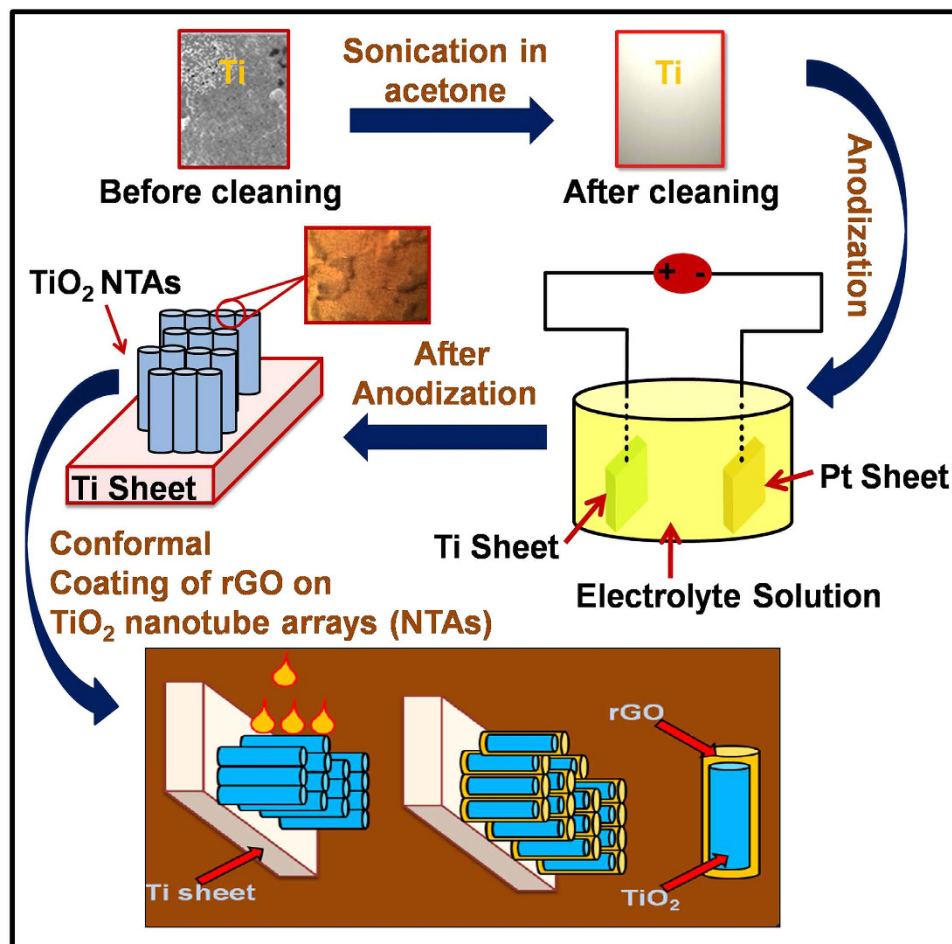 Ti
Sonication in
acetone
Ti
Before cleaning
After cleaning
Anodization
TiO₂ NTAs
After
Anodization
+ -
Ti Sheet
Pt Sheet
Ti Sheet
Electrolyte Solution
Conformal
Coating of rGO on
TiO₂ nanotube arrays (NTAs)
rGO
Ti sheet
TiO₂